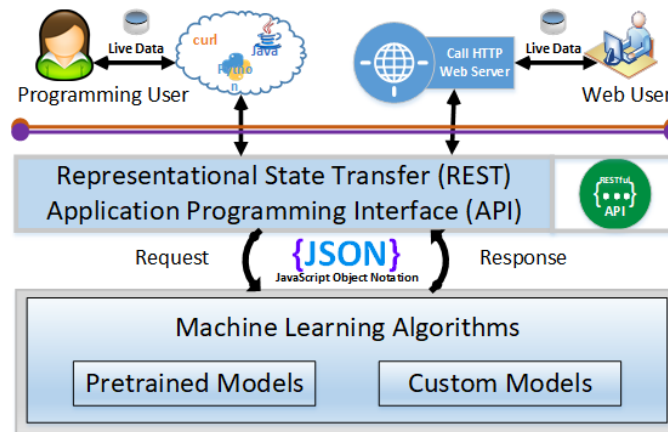 Live Data
curl
Java
Pytho
n
Programming User
Call HTTP
Web Server
Live Data
Web User
Representational State Transfer (REST)
Application Programming Interface (API)
RESTful
{...}
API
Request
{JSON}
JavaScript Object Notation
Response
Machine Learning Algorithms
Pretrained Models
Custom Models